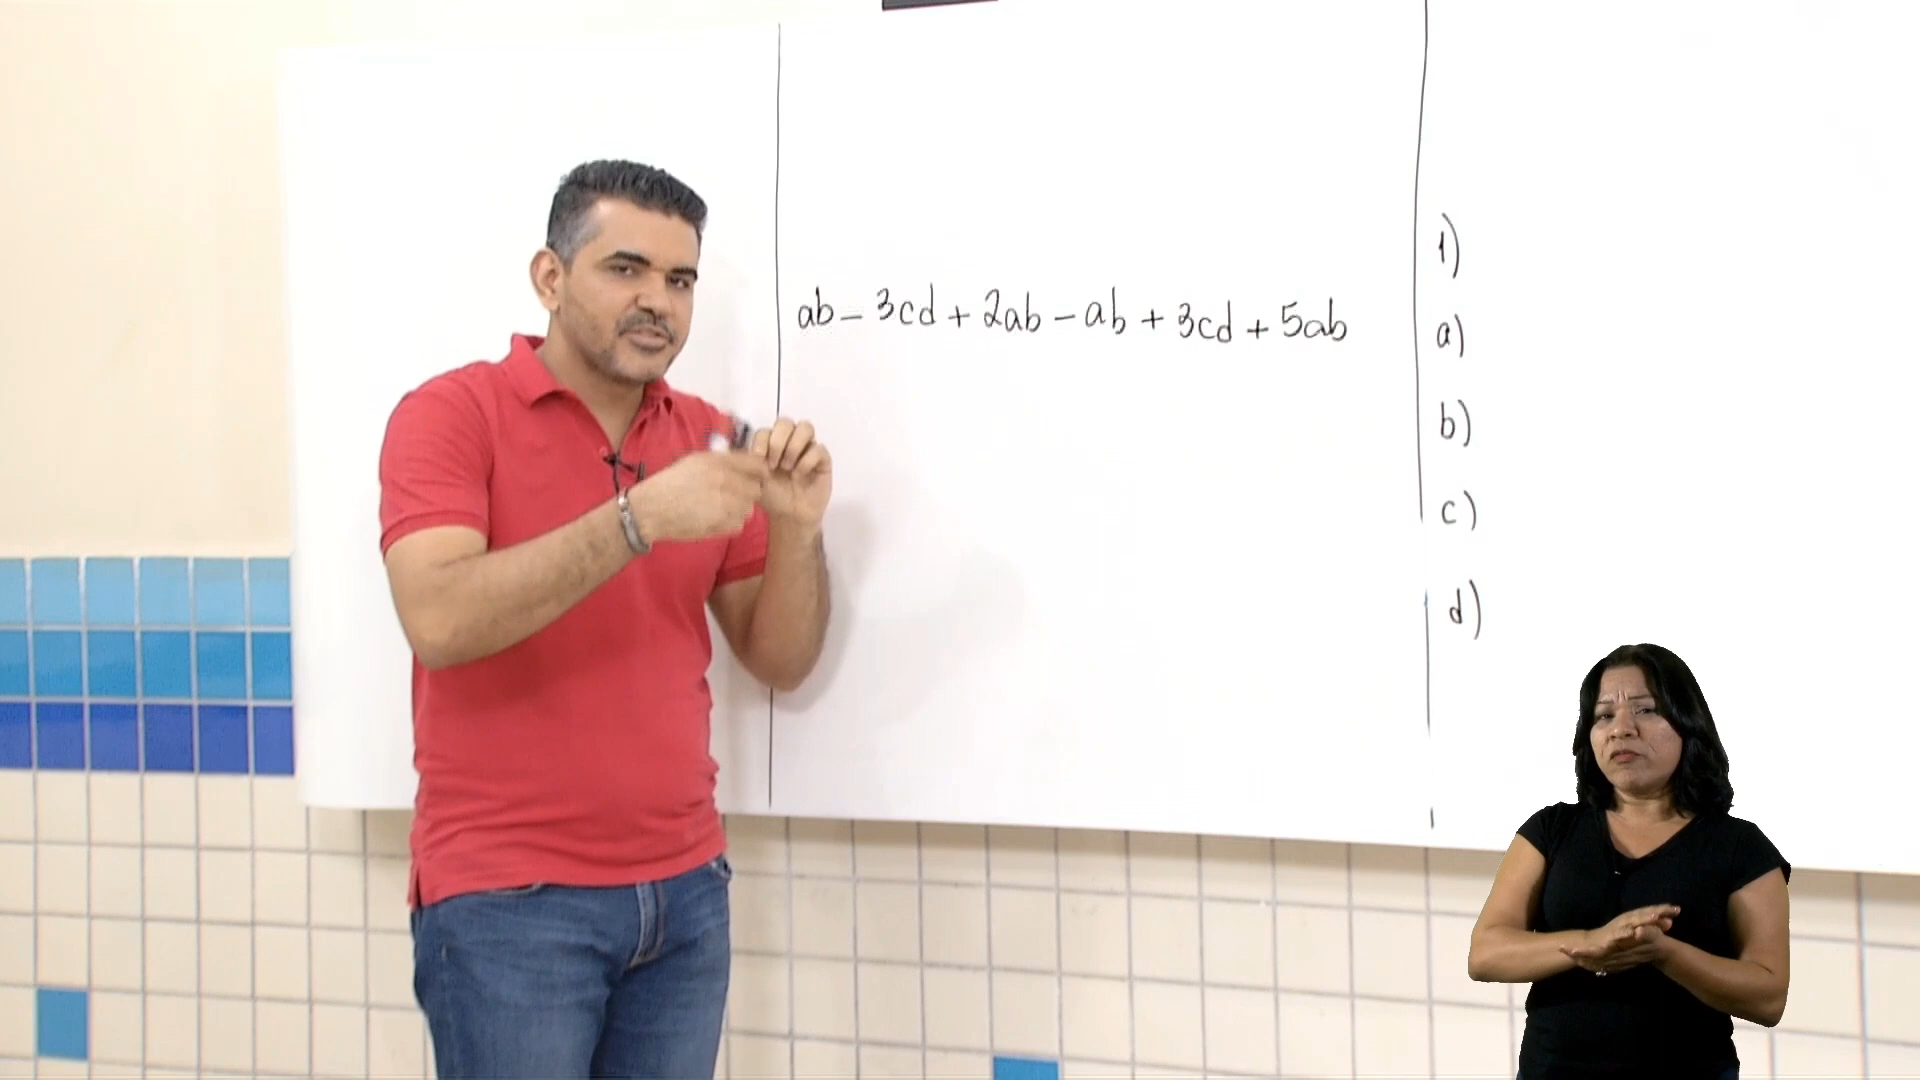 ab – 3cd + 2ab – ab + 3cd + 5ab
1)
a)
b)
c)
d)